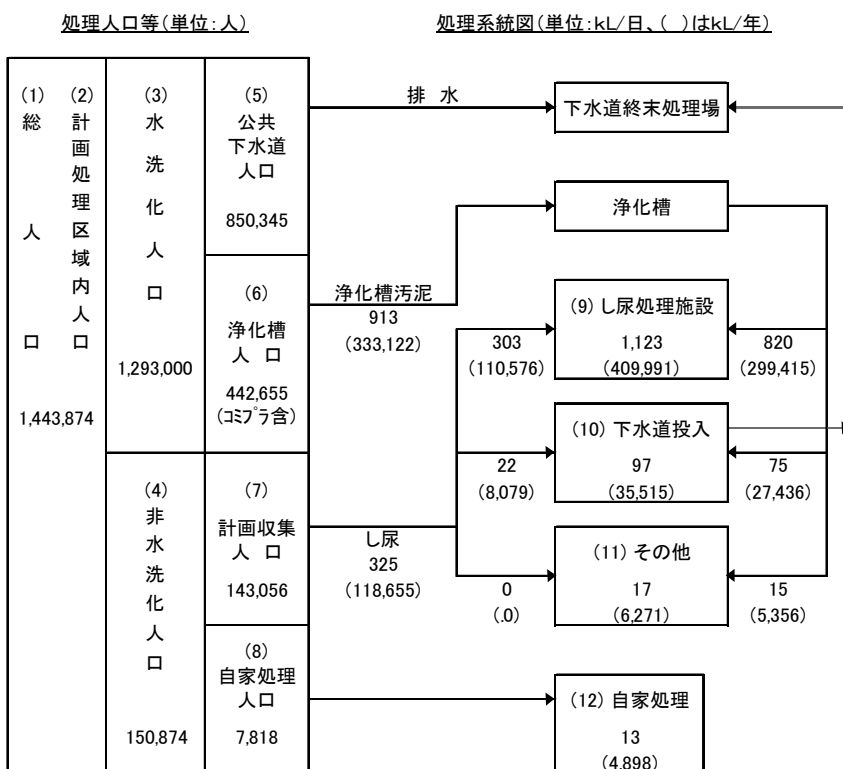 処理人口等(単位:人)
処理系統図(単位:kL/日、( )はkL/年)
(1)
総人口
1,443,874
(2)
計画処理区域内人口
(3)
水洗化人口
1,293,000
(4)
非水洗化人口
150,874
(5)
公共
下水道
人口
850,345
(6)
浄化槽
人 口
442,655
(コミプラ含)
(7)
計画収集
人 口
143,056
(8)
自家処理
人口
7,818
排 水
下水道終末処理場
浄化槽汚泥
913
(333,122)
浄化槽
し尿
325
(118,655)
303
(110,576)
(9) し尿処理施設
1,123
(409,991)
820
(299,415)
22
(8,079)
(10) 下水道投入
97
(35,515)
75
(27,436)
0
(.0)
(11) その他
17
(6,271)
15
(5,356)
(12) 自家処理
13
(4,898)